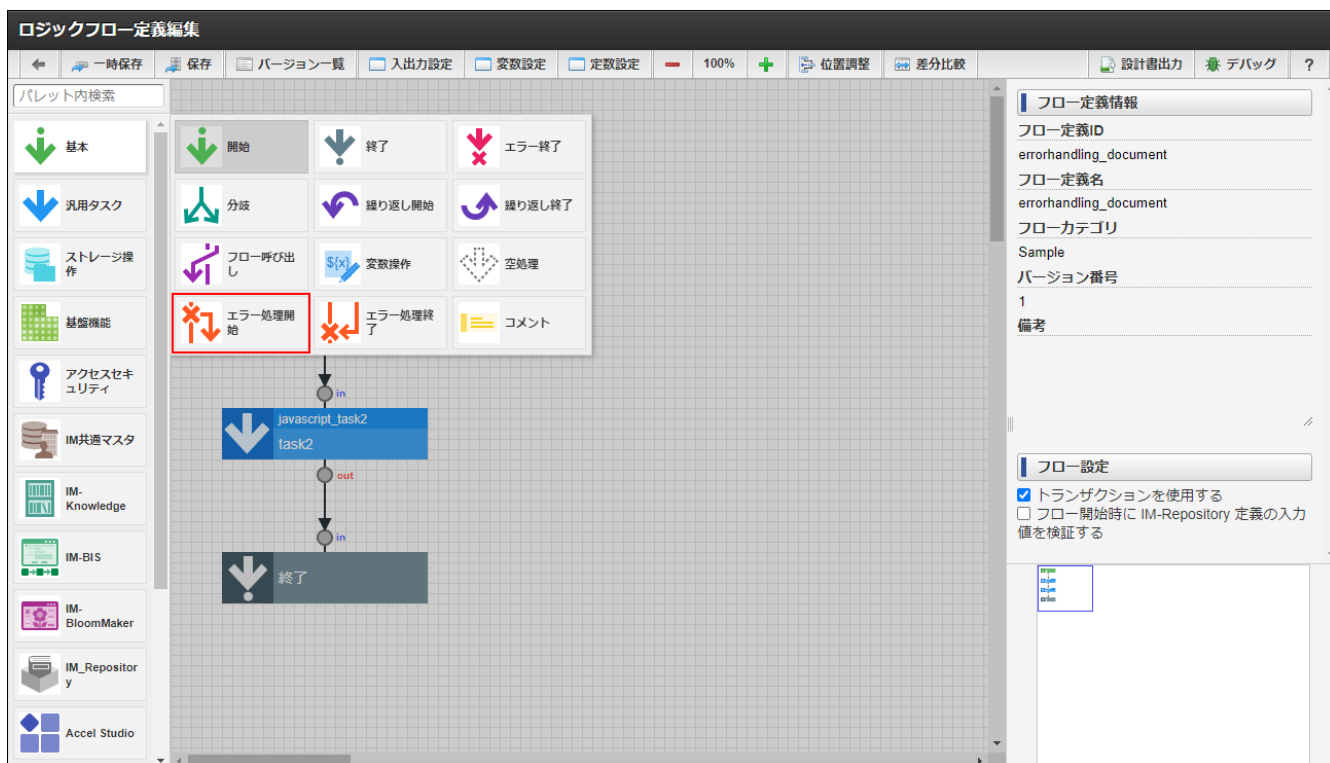 ロジックフロー定義編集
一時保存
保存
バージョン一覧
入出力設定
変数設定
定数設定
100%
位置調整
差分比較
設計書出力
デバッグ
?
パレット内検索
基本
汎用タスク
ストレージ操
作
基盤機能
アクセスセキ
ュリティ
IM共通マスタ
IM-
Knowledge
IM-BIS
IM-
BloomMaker
IM_Repositor
y
Accel Studio
開始
終了
エラー終了
分岐
繰り返し開始
繰り返し終了
フロー呼び出
し
${x}
変数操作
空処理
エラー処理開
始
エラー処理終
了
コメント
in
javascript_task2
task2
out
in
終了
フロー定義情報
フロー定義ID
errorhandling_document
フロー定義名
errorhandling_document
フローカテゴリ
Sample
バージョン番号
1
備考
フロー設定
トランザクションを使用する
フロー開始時に IM-Repository 定義の入力
値を検証する